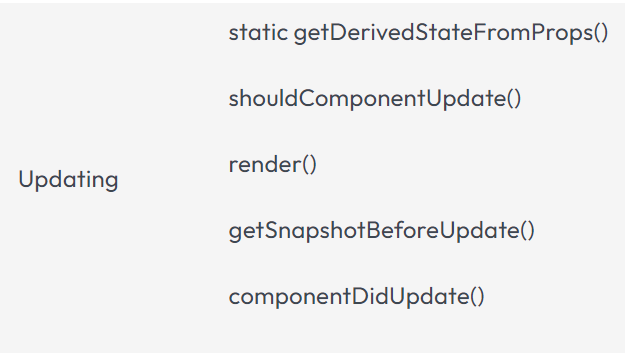 static getDerivedStateFromProps()
shouldComponentUpdate()
render()
Updating
getSnapshotBeforeUpdate()
componentDidUpdate()